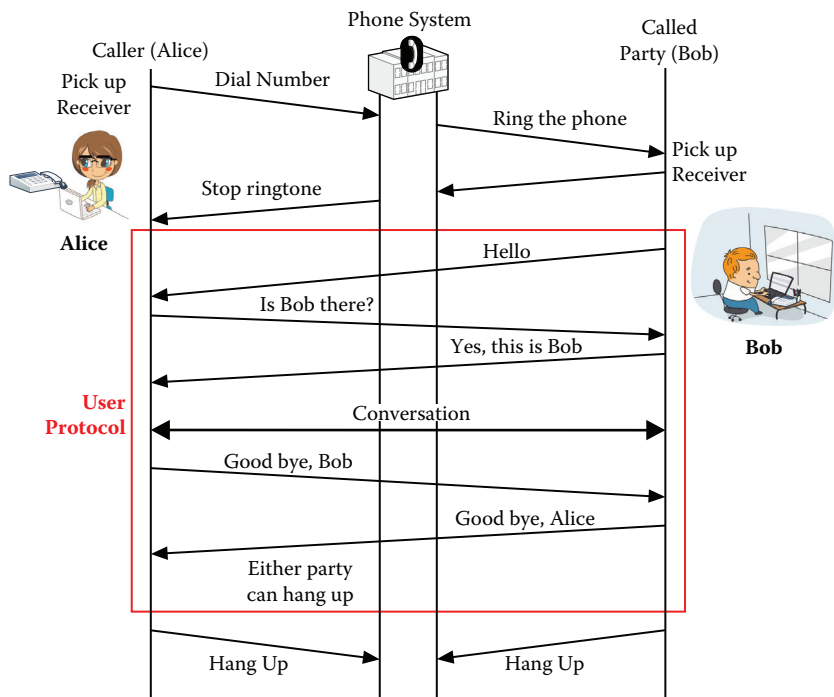 Phone System
Caller (Alice)
Called
Party (Bob)
Pick up
Receiver
Dial Number
Ring the phone
Pick up
Receiver
Stop ringtone
Alice
Hello
Is Bob there?
Yes, this is Bob
Bob
User
Protocol
Conversation
Good bye, Bob
Good bye, Alice
Either party
can hang up
Hang Up
Hang Up